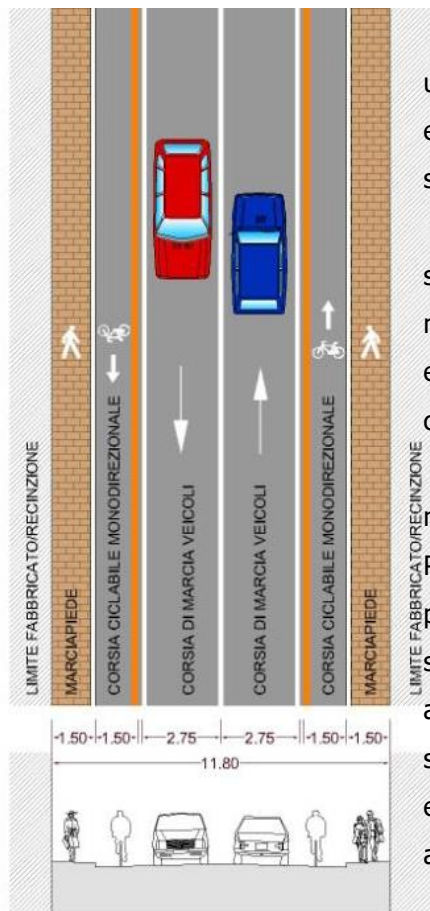 LIMITE FABBRICATO/RECINZIONE
MARCIAPIEDE
CORSIA CICLABILE MONODIREZIONALE
CORSIA DI MARCIA VEICOLI
CORSIA DI MARCIA VEICOLI
CORSIA CICLABILE MONODIREZIONALE
MARCIAPIEDE
LIMITE FABBRICATO/RECINZIONE
1.50 1.50 2.75 2.75 1.50 1.50
11.80